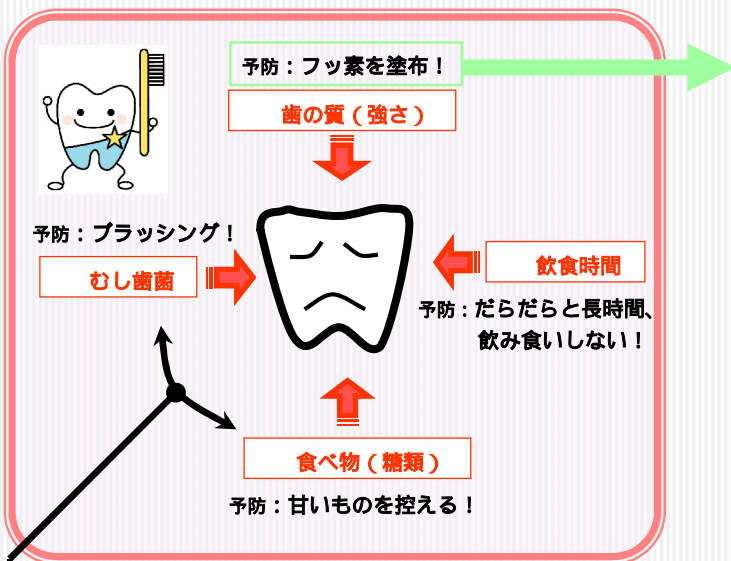 予防：フッ素を塗布！
歯の質（強さ）
予防：ブラッシング！
むし歯菌
飲食時間
予防：だらだらと長時間、
飲み食いしない！
食べ物（糖類）
予防：甘いものを控える！